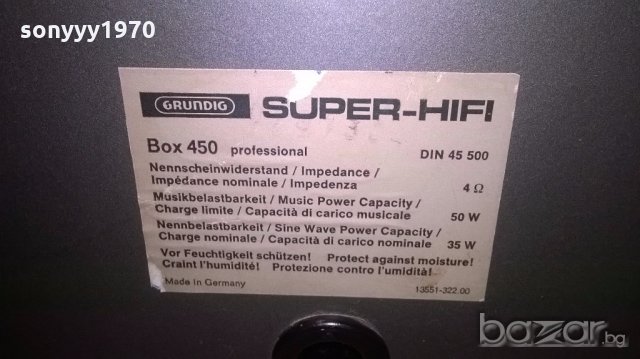 sonyyy1970
GRUNDIG SUPER-HIFI
Box 450 professional DIN 45 500
Nennscheinwiderstand / Impedance /
Impédance nominale / Impedenza 4 Ω
Musikbelastbarkeit / Music Power Capacity /
Charge limite / Capacità di carico musicale 50 W
Nennbelastbarkeit / Sine Wave Power Capacity /
Charge nominale / Capacità di carico nominale 35 W
Vor Feuchtigkeit schützen! Protect against moisture!
Craint l'humidité! Protezione contro l'umidità!
Made in Germany 13551-322.00
bazar.bg